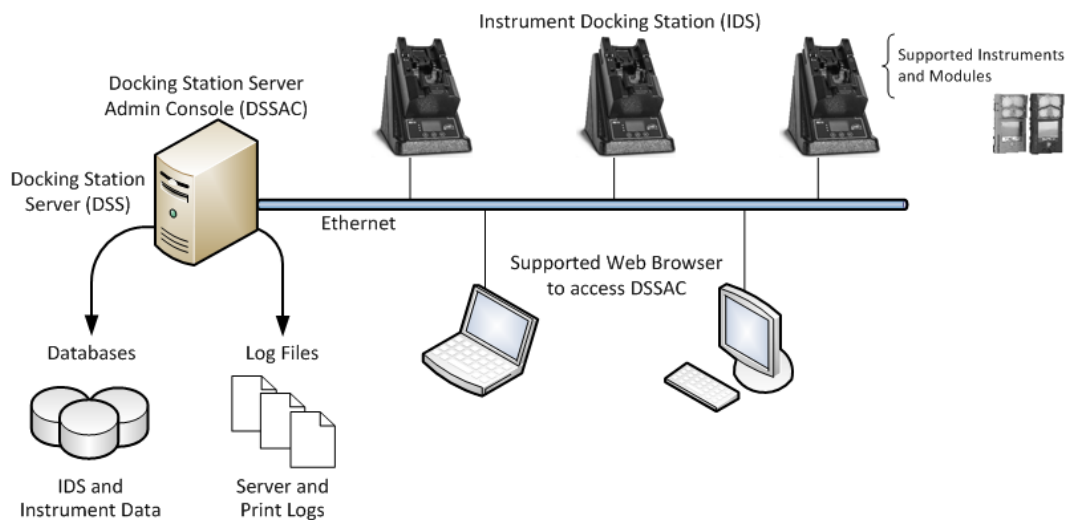 Instrument Docking Station (IDS)
Supported Instruments
and Modules
Docking Station Server
Admin Console (DSSAC)
Docking Station
Server (DSS)
Ethernet
Supported Web Browser
to access DSSAC
Databases
Log Files
IDS and
Instrument Data
Server and
Print Logs